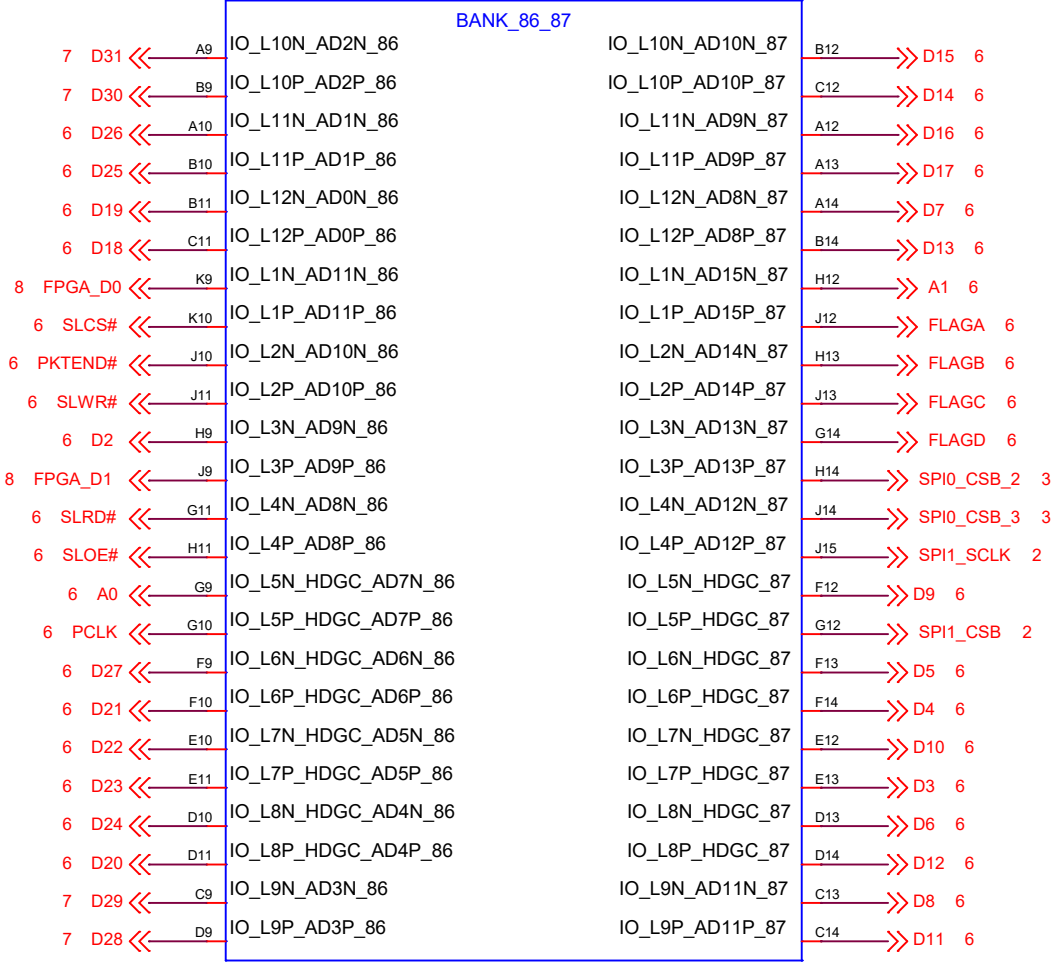 BANK_86_87
7 D31 A9 IO_L10N_AD2N_86 IO_L10N_AD10N_87 B12 D15 6
7 D30 B9 IO_L10P_AD2P_86 IO_L10P_AD10P_87 C12 D14 6
6 D26 A10 IO_L11N_AD1N_86 IO_L11N_AD9N_87 A12 D16 6
6 D25 B10 IO_L11P_AD1P_86 IO_L11P_AD9P_87 A13 D17 6
6 D19 B11 IO_L12N_AD0N_86 IO_L12N_AD8N_87 A14 D7 6
6 D18 C11 IO_L12P_AD0P_86 IO_L12P_AD8P_87 B14 D13 6
8 FPGA_D0 K9 IO_L1N_AD11N_86 IO_L1N_AD15N_87 H12 A1 6
6 SLCS# K10 IO_L1P_AD11P_86 IO_L1P_AD15P_87 J12 FLAGA 6
6 PKTEND# J10 IO_L2N_AD10N_86 IO_L2N_AD14N_87 H13 FLAGB 6
6 SLWR# J11 IO_L2P_AD10P_86 IO_L2P_AD14P_87 J13 FLAGC 6
6 D2 H9 IO_L3N_AD9N_86 IO_L3N_AD13N_87 G14 FLAGD 6
8 FPGA_D1 J9 IO_L3P_AD9P_86 IO_L3P_AD13P_87 H14 SPI0_CSB_2 3
6 SLRD# G11 IO_L4N_AD8N_86 IO_L4N_AD12N_87 J14 SPI0_CSB_3 3
6 SLOE# H11 IO_L4P_AD8P_86 IO_L4P_AD12P_87 J15 SPI1_SCLK 2
6 A0 G9 IO_L5N_HDGC_AD7N_86 IO_L5N_HDGC_87 F12 D9 6
6 PCLK G10 IO_L5P_HDGC_AD7P_86 IO_L5P_HDGC_87 G12 SPI1_CSB 2
6 D27 F9 IO_L6N_HDGC_AD6N_86 IO_L6N_HDGC_87 F13 D5 6
6 D21 F10 IO_L6P_HDGC_AD6P_86 IO_L6P_HDGC_87 F14 D4 6
6 D22 E10 IO_L7N_HDGC_AD5N_86 IO_L7N_HDGC_87 E12 D10 6
6 D23 E11 IO_L7P_HDGC_AD5P_86 IO_L7P_HDGC_87 E13 D3 6
6 D24 D10 IO_L8N_HDGC_AD4N_86 IO_L8N_HDGC_87 D13 D6 6
6 D20 D11 IO_L8P_HDGC_AD4P_86 IO_L8P_HDGC_87 D14 D12 6
7 D29 C9 IO_L9N_AD3N_86 IO_L9N_AD11N_87 C13 D8 6
7 D28 D9 IO_L9P_AD3P_86 IO_L9P_AD11P_87 C14 D11 6